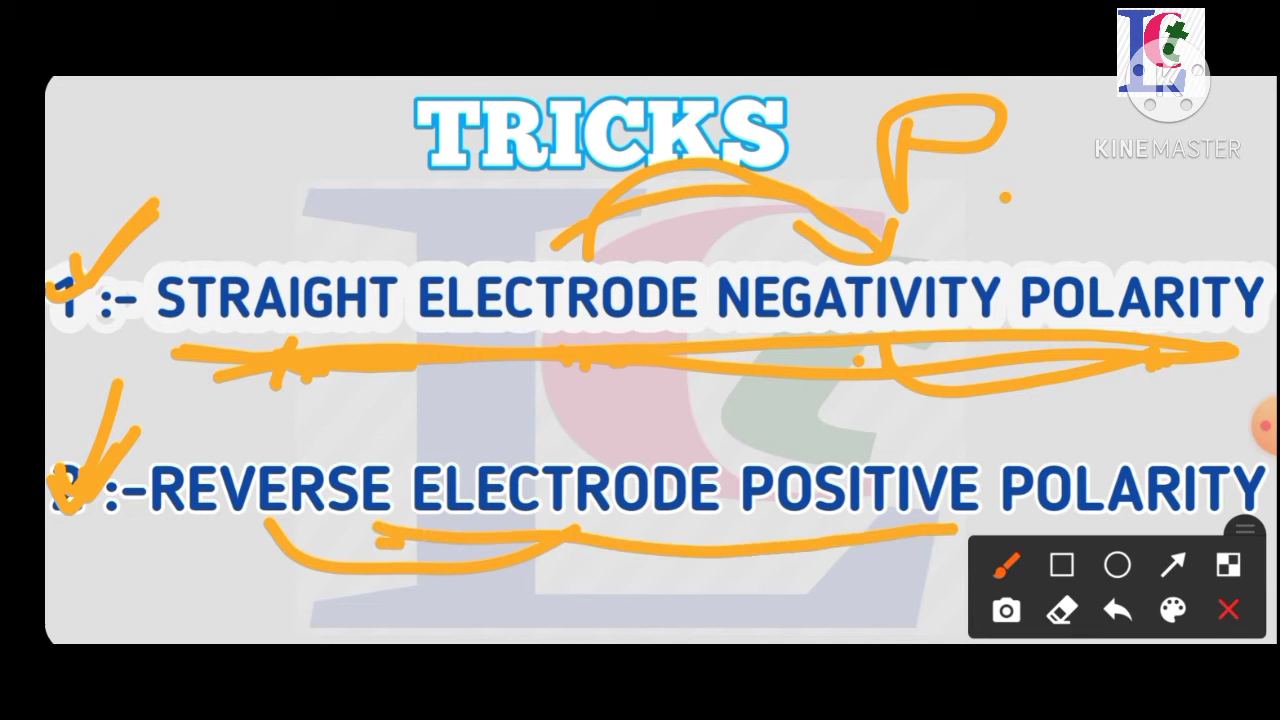 TRICKS
P
KINEMASTER
1 :- STRAIGHT ELECTRODE NEGATIVITY POLARITY
2 :-REVERSE ELECTRODE POSITIVE POLARITY